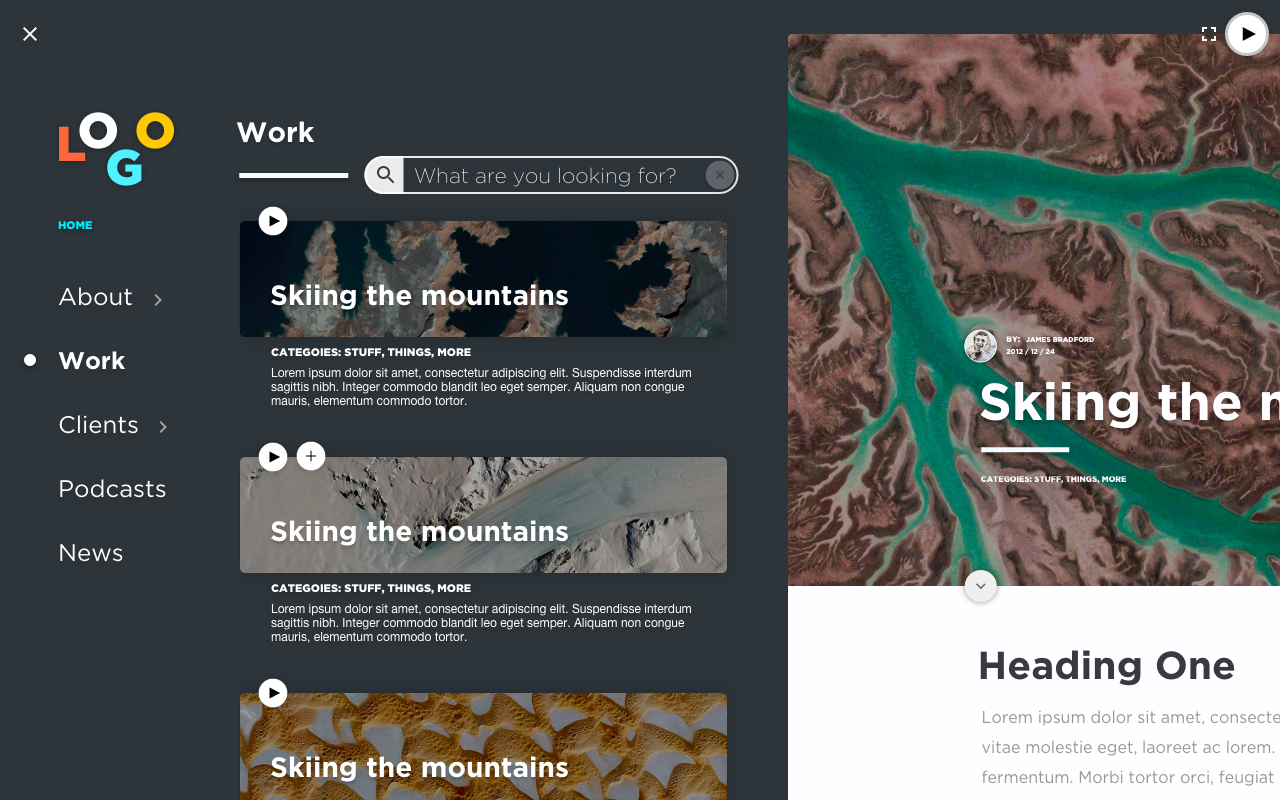 LOGO
HOME
About
Work
Clients
Podcasts
News
Work
What are you looking for?
Skiing the mountains
CATEGOIES: STUFF, THINGS, MORE
Lorem ipsum dolor sit amet, consectetur adipiscing elit. Suspendisse interdum
sagittis nibh. Integer commodo blandit leo eget semper. Aliquam non congue
mauris, elementum commodo tortor.
Skiing the mountains
CATEGOIES: STUFF, THINGS, MORE
Lorem ipsum dolor sit amet, consectetur adipiscing elit. Suspendisse interdum
sagittis nibh. Integer commodo blandit leo eget semper. Aliquam non congue
mauris, elementum commodo tortor.
Skiing the mountains
BY: JAMES BRADFORD
2012 / 12 / 24
Skiing the m
CATEGOIES: STUFF, THINGS, MORE
Heading One
Lorem ipsum dolor sit amet, consecte
vitae molestie eget, laoreet ac lorem.
fermentum. Morbi tortor orci, feugiat